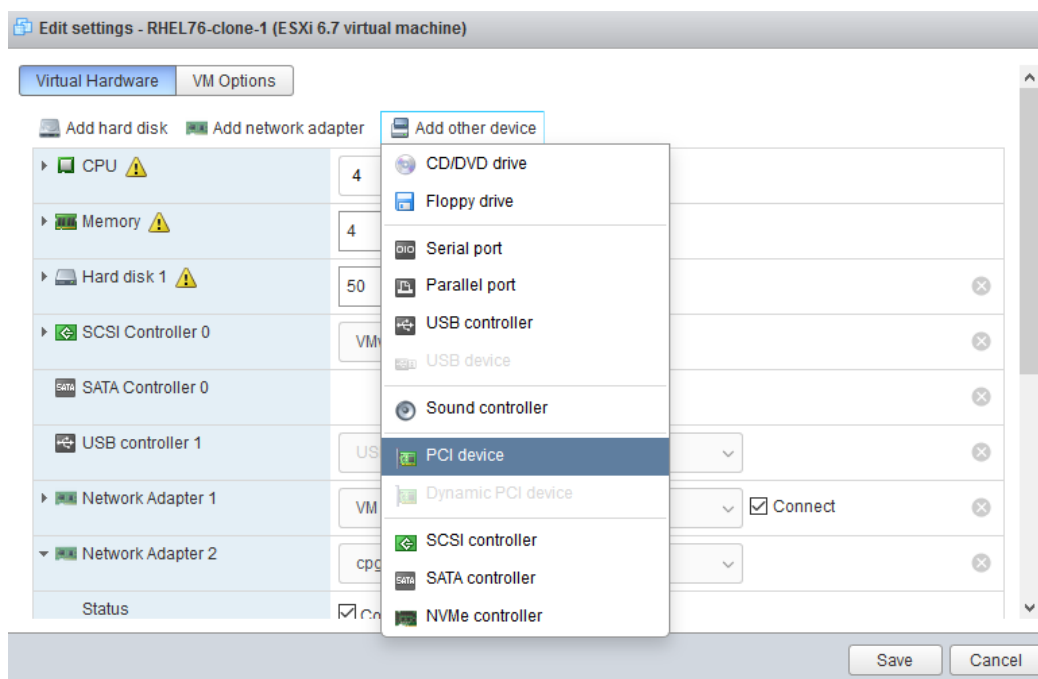 Edit settings - RHEL76-clone-1 (ESXi 6.7 virtual machine)
Virtual Hardware VM Options
Add hard disk Add network adapter Add other device
CPU 4
Memory 4
Hard disk 1 50
SCSI Controller 0
SATA Controller 0
USB controller 1
Network Adapter 1 VM Connect
Network Adapter 2
Status
CD/DVD drive
Floppy drive
Serial port
Parallel port
USB controller
USB device
Sound controller
PCI device
Dynamic PCI device
SCSI controller
SATA controller
NVMe controller
Save Cancel